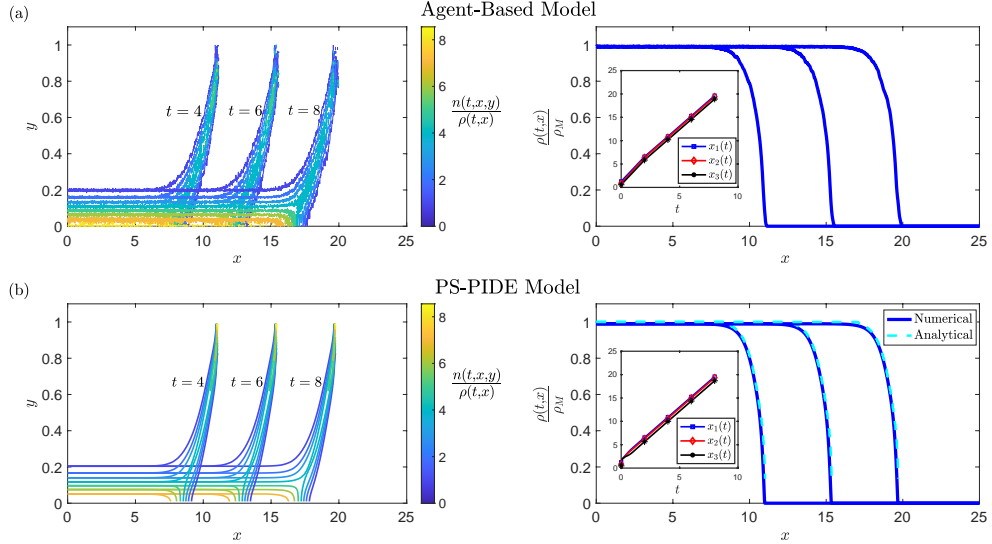 Agent-Based Model
(a)
1
0.8
0.6
0.4
0.2
0
y
t = 4
t = 6
t = 8
0 5 10 15 20 25
x
8
6
4
2
0
n(t,x,y)
ρ(t,x)
1
0.8
0.6
0.4
0.2
0
ρ(t,x)
ρM
25
20
15
10
5
0
0 5 10
t
x1(t)
x2(t)
x3(t)
0 5 10 15 20 25
x
PS-PIDE Model
(b)
1
0.8
0.6
0.4
0.2
0
y
t = 4
t = 6
t = 8
0 5 10 15 20 25
x
8
6
4
2
0
n(t,x,y)
ρ(t,x)
1
0.8
0.6
0.4
0.2
0
ρ(t,x)
ρM
Numerical
Analytical
25
20
15
10
5
0
0 5 10
t
x1(t)
x2(t)
x3(t)
0 5 10 15 20 25
x